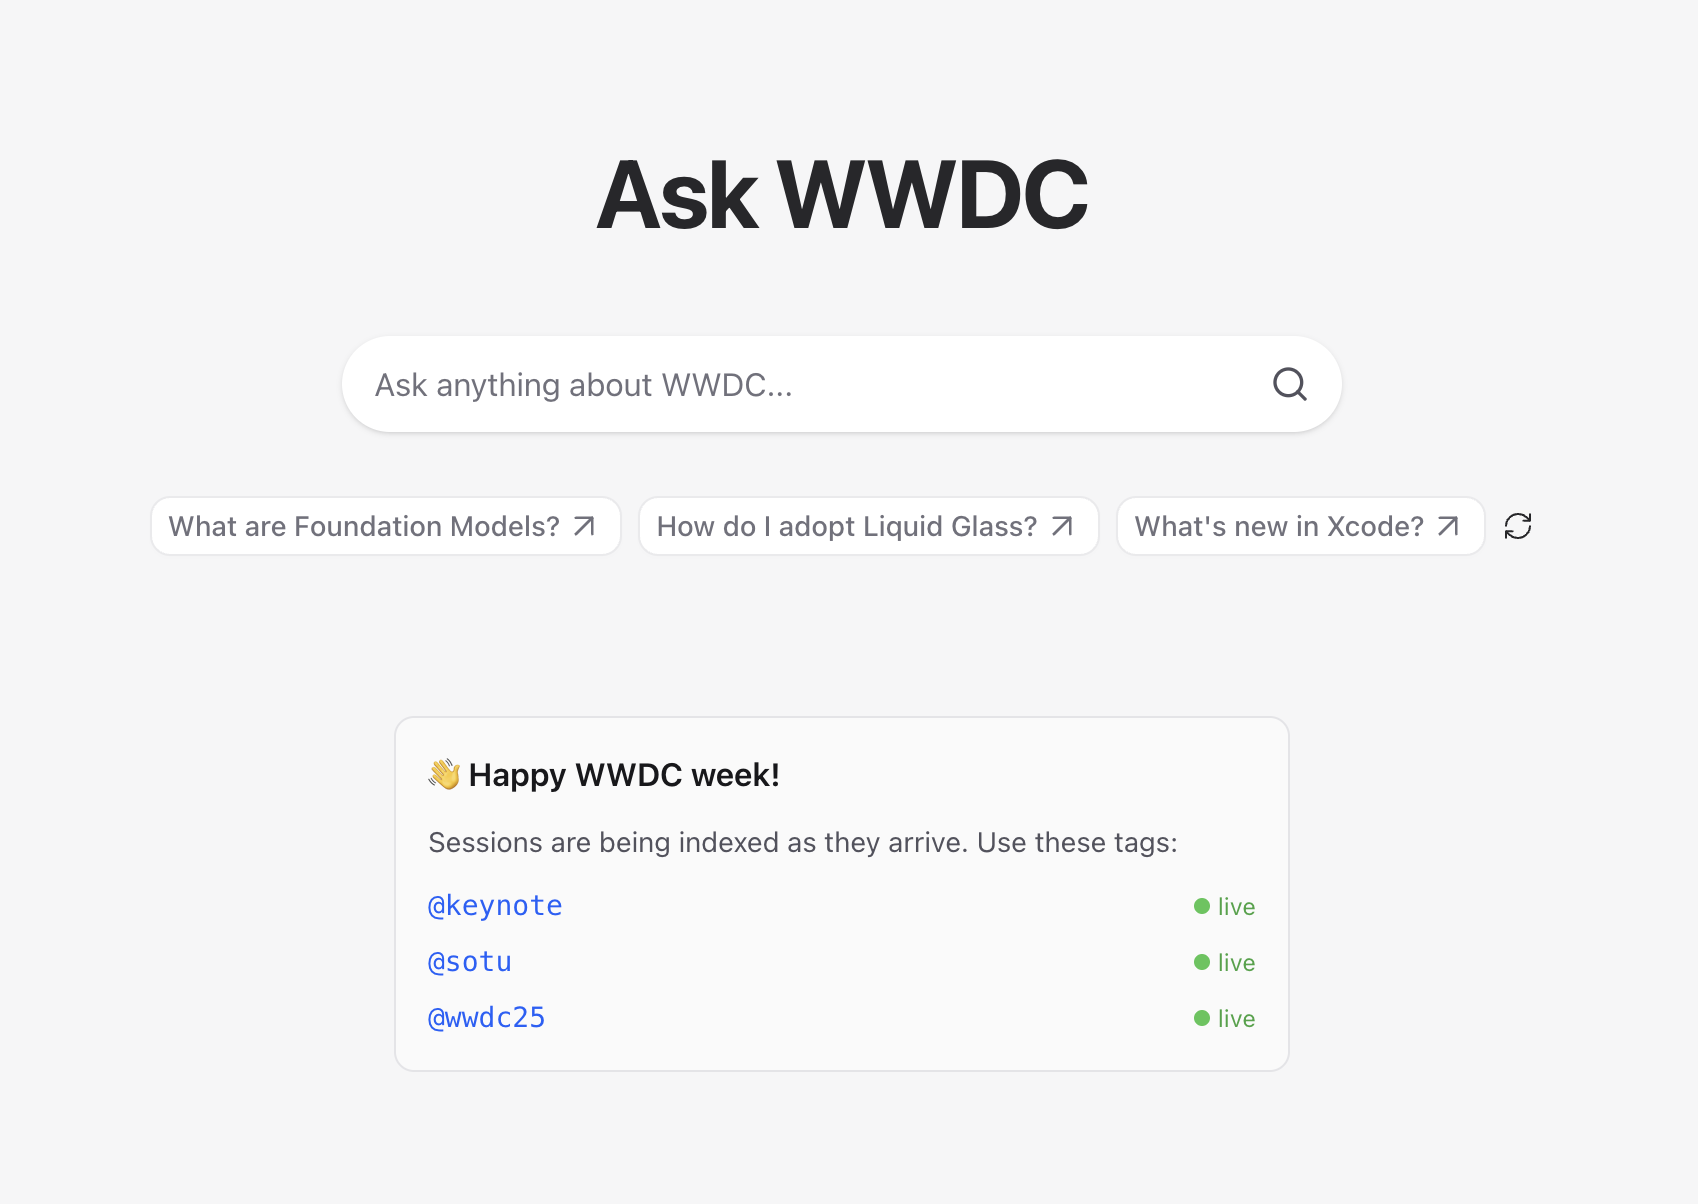 Ask WWDC
Ask anything about WWDC...
What are Foundation Models?
How do I adopt Liquid Glass?
What's new in Xcode?
👋 Happy WWDC week!
Sessions are being indexed as they arrive. Use these tags:
@keynote
live
@sotu
live
@wwdc25
live